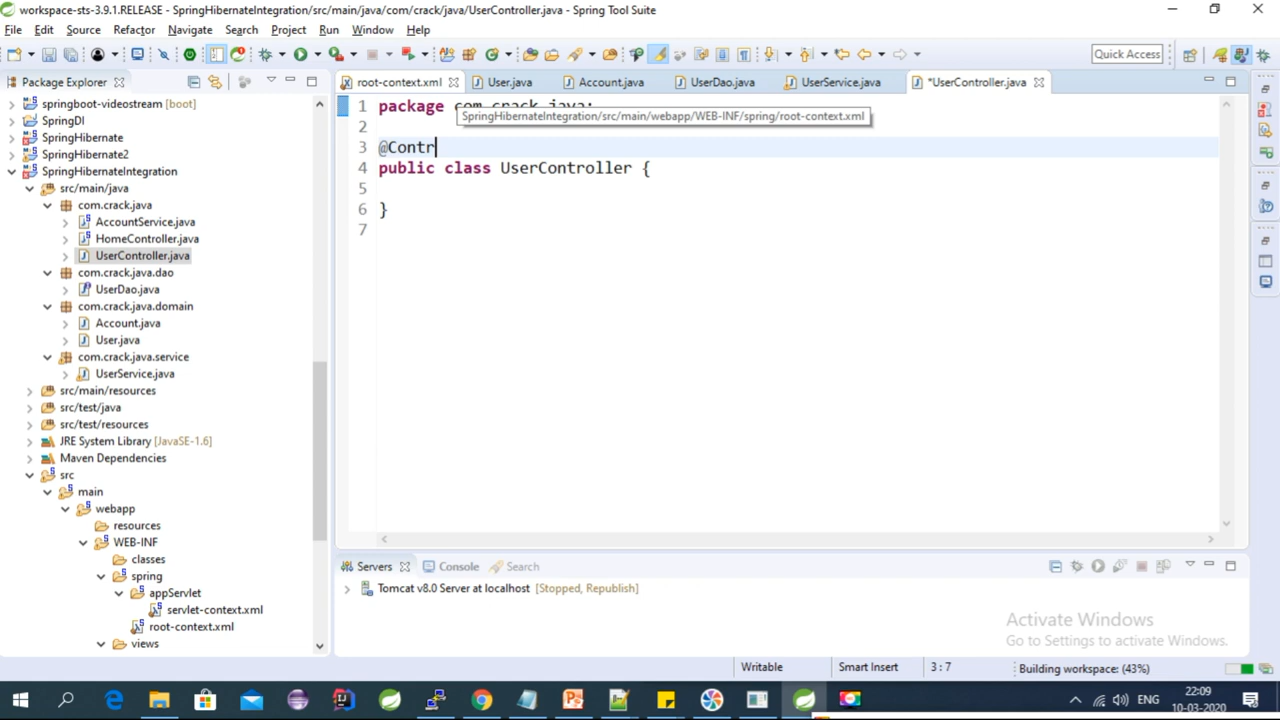 workspace-sts-3.9.1.RELEASE - SpringHibernateIntegration/src/main/java/com/crack/java/UserController.java - Spring Tool Suite
File Edit Source Refactor Navigate Search Project Run Window Help
Quick Access
Package Explorer
springboot-videostream [boot]
SpringDI
SpringHibernate
SpringHibernate2
SpringHibernateIntegration
src/main/java
com.crack.java
AccountService.java
HomeController.java
UserController.java
com.crack.java.dao
UserDao.java
com.crack.java.domain
Account.java
User.java
com.crack.java.service
UserService.java
src/main/resources
src/test/java
src/test/resources
JRE System Library [JavaSE-1.6]
Maven Dependencies
src
main
webapp
resources
WEB-INF
classes
spring
appServlet
servlet-context.xml
root-context.xml
views
root-context.xml User.java Account.java UserDao.java UserService.java *UserController.java
1 package com.crack.java;
SpringHibernateIntegration/src/main/webapp/WEB-INF/spring/root-context.xml
2
3 @Contr
4 public class UserController {
5
6 }
7
Servers Console Search
Tomcat v8.0 Server at localhost [Stopped, Republish]
Activate Windows
Go to Settings to activate Windows.
Writable Smart Insert 3 : 7 Building workspace: (43%)
ENG
22:09
10-03-2020